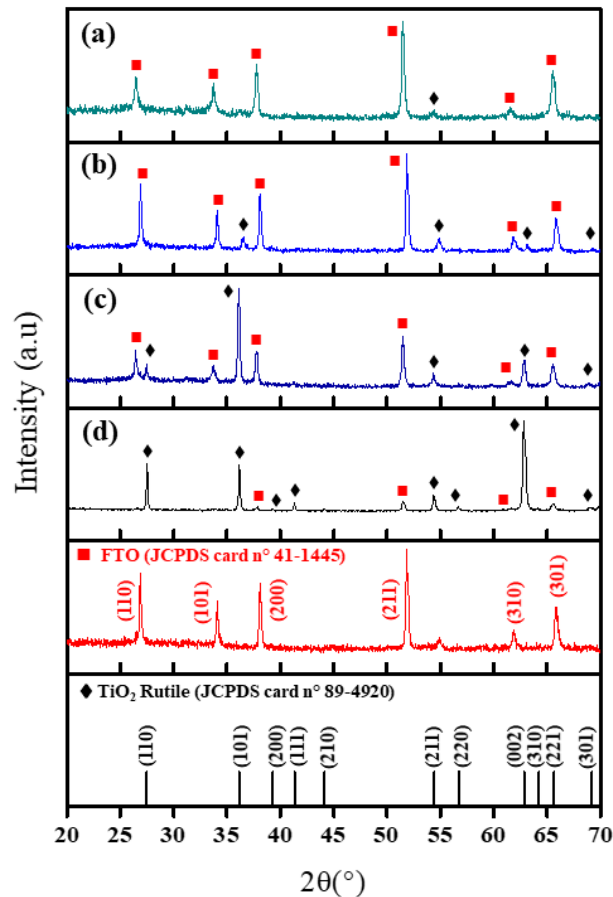 Intensity (a.u)
(a)
(b)
(c)
(d)
FTO (JCPDS card n° 41-1445)
(110) (101) (200) (211) (310) (301)
TiO₂ Rutile (JCPDS card n° 89-4920)
(110) (101) (200) (111) (210) (211) (220) (002) (310) (221) (301)
20 25 30 35 40 45 50 55 60 65 70
2θ(°)